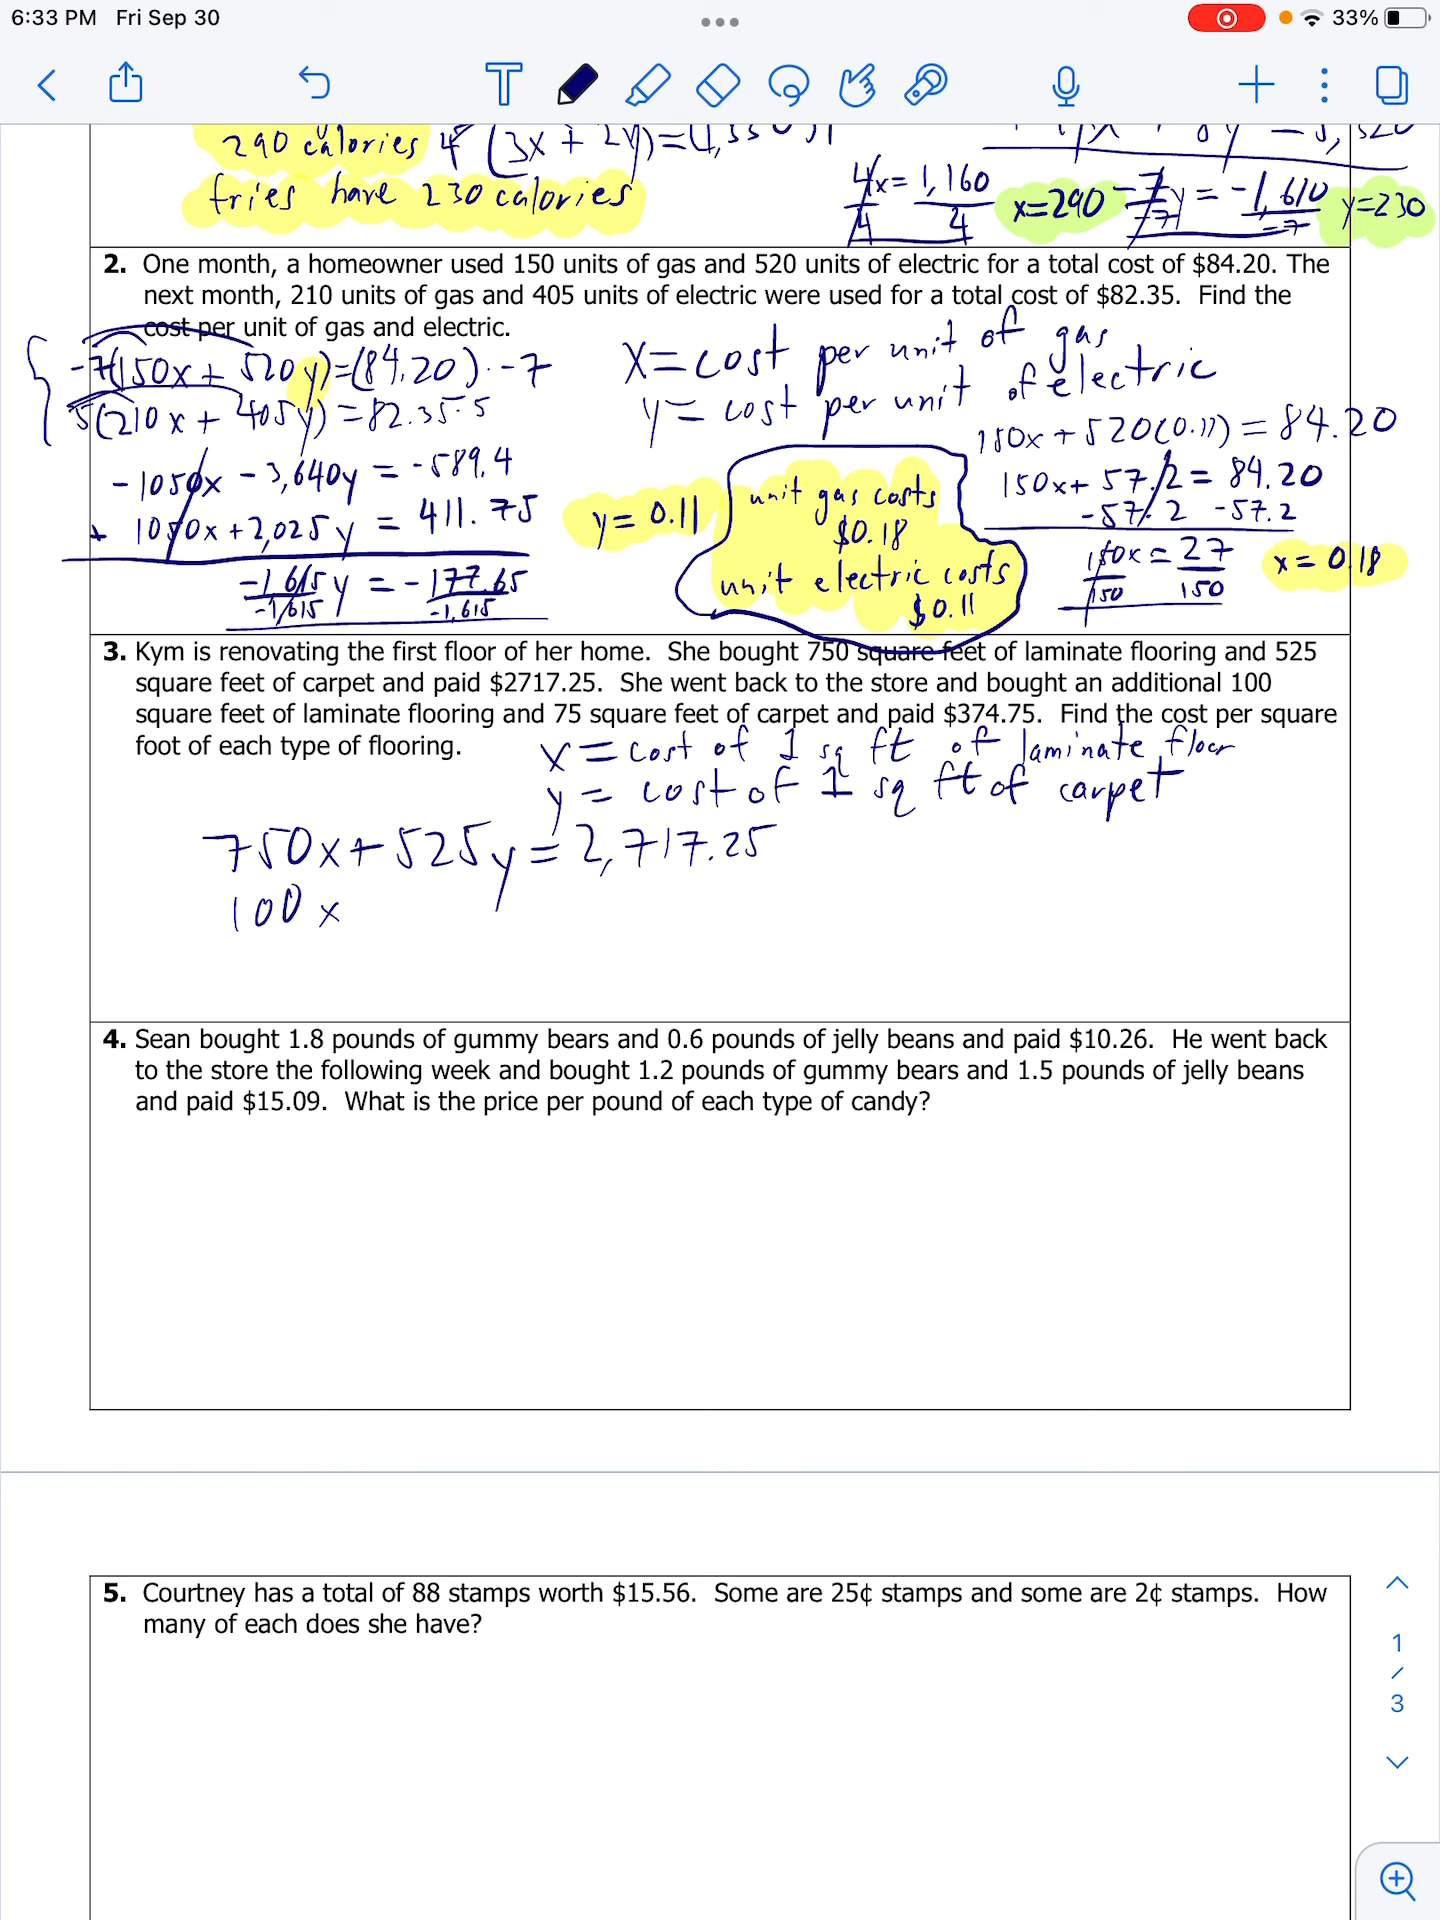 6:33 PM Fri Sep 30
33%
290 calories 4 (3x + 2y)=
fries have 230 calories
4x = 1,160
4 4
x=290
-7y = -1,610
-7 -7
y=230
2. One month, a homeowner used 150 units of gas and 520 units of electric for a total cost of $84.20. The
next month, 210 units of gas and 405 units of electric were used for a total cost of $82.35. Find the
cost per unit of gas and electric.
-7(150x + 520y)=(84.20).-7
5(210x + 405y) = 82.35·5
-1050x - 3,640y = -589.4
+ 1050x + 2,025y = 411.75
-1615y = -177.65
-1,615 -1,615
x = cost per unit of gas
y = cost per unit of electric
y = 0.11
unit gas costs
$0.18
unit electric costs
$0.11
150x + 520(0.11) = 84.20
150x + 57.2 = 84.20
-57.2 -57.2
150x = 27
150 150
x = 0.18
3. Kym is renovating the first floor of her home. She bought 750 square feet of laminate flooring and 525
square feet of carpet and paid $2717.25. She went back to the store and bought an additional 100
square feet of laminate flooring and 75 square feet of carpet and paid $374.75. Find the cost per square
foot of each type of flooring.
x = cost of 1 sq ft of laminate floor
y = cost of 1 sq ft of carpet
750x + 525y = 2,717.25
100x
4. Sean bought 1.8 pounds of gummy bears and 0.6 pounds of jelly beans and paid $10.26. He went back
to the store the following week and bought 1.2 pounds of gummy bears and 1.5 pounds of jelly beans
and paid $15.09. What is the price per pound of each type of candy?
5. Courtney has a total of 88 stamps worth $15.56. Some are 25¢ stamps and some are 2¢ stamps. How
many of each does she have?
1
/
3